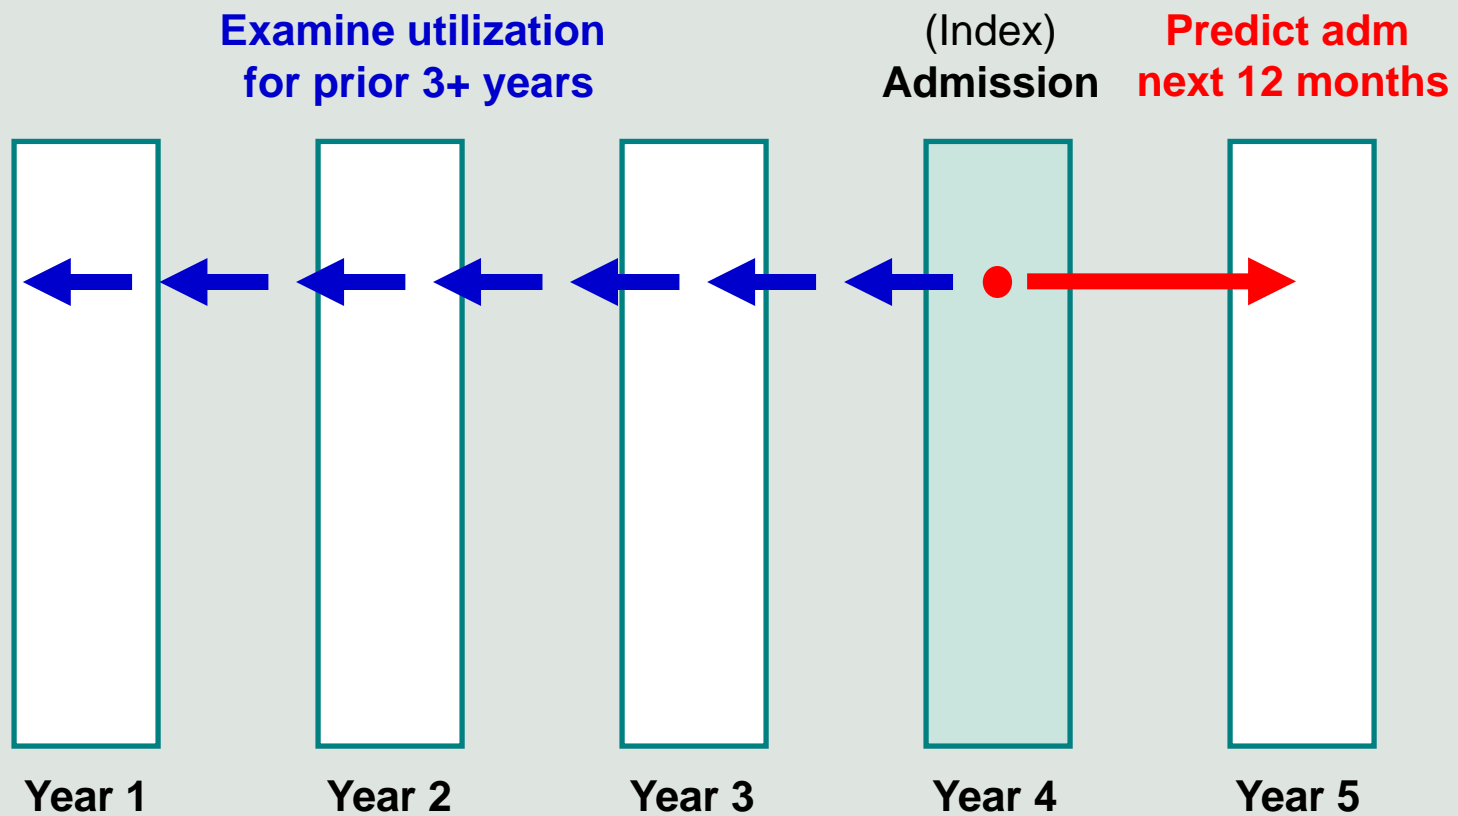 Examine utilization
for prior 3+ years
(Index)
Admission
Predict adm
next 12 months
Year 1
Year 2
Year 3
Year 4
Year 5